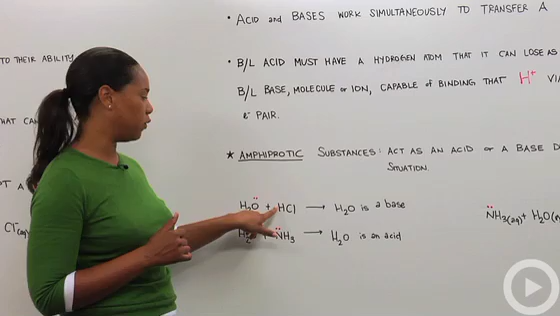 • ACID and BASES WORK SIMULTANEOUSLY TO TRANSFER A
TO THEIR ABILITY
• B/L ACID MUST HAVE A HYDROGEN ATOM THAT IT CAN LOSE AS
B/L BASE, MOLECULE or ION, CAPABLE of BINDING THAT H⁺ VI
e⁻ PAIR.
HAT CAN
★ AMPHIPROTIC SUBSTANCES: ACT AS AN ACID or A BASE D
SITUATION.
OT A
H₂O + HCl → H₂O is a base
Cl⁻(aq)
NH₃(aq) + H₂O
H₂O + NH₃ → H₂O is an acid